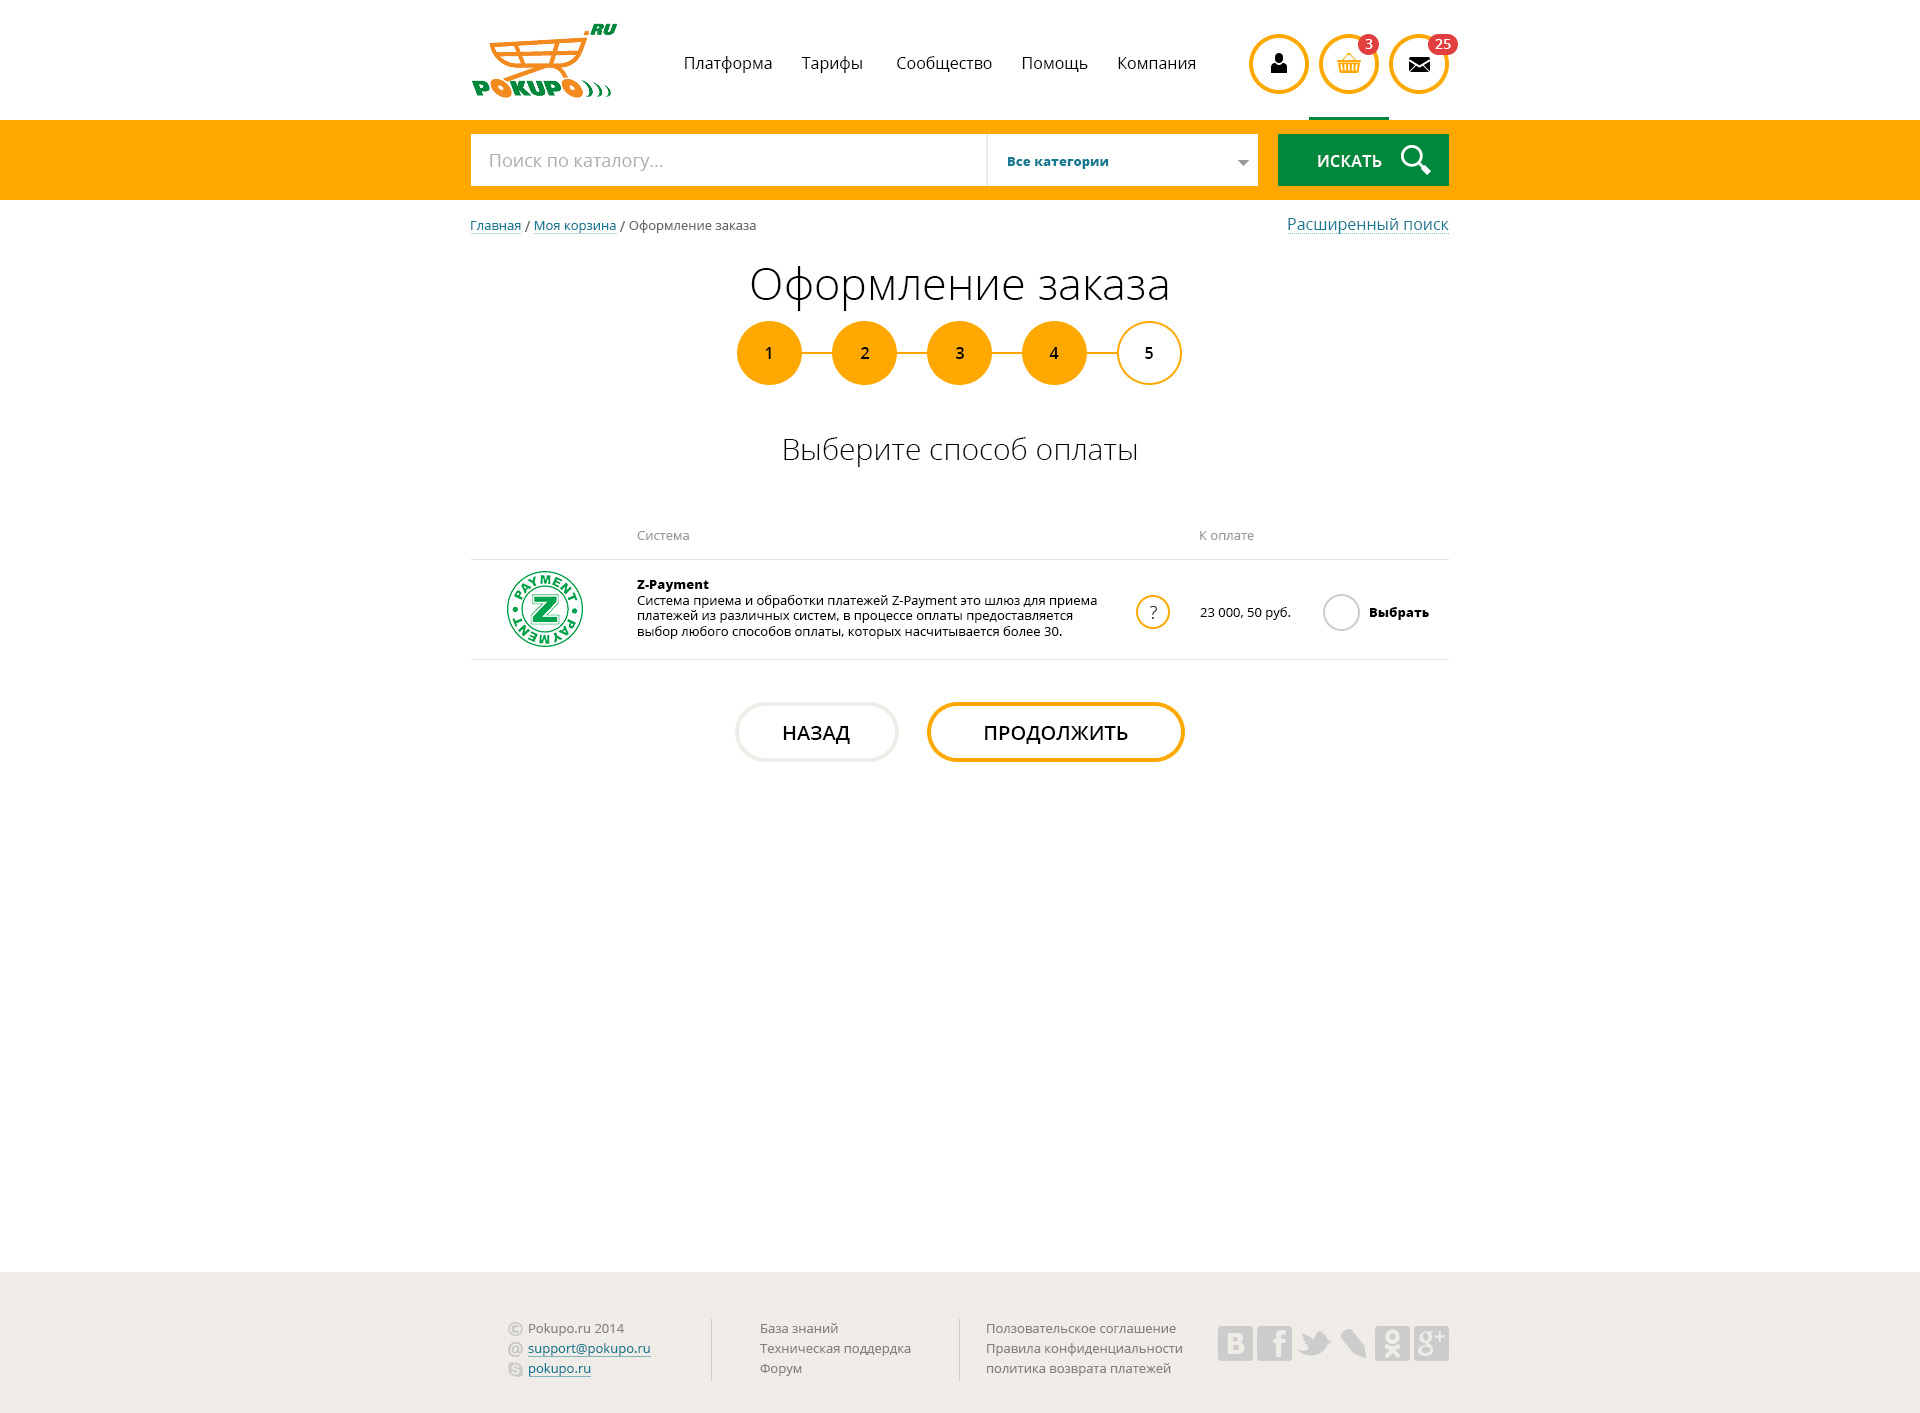 .RU
POKUPO
Платформа Тарифы Сообщество Помощь Компания
3
25
Поиск по каталогу...
Все категории
ИСКАТЬ
Главная / Моя корзина / Оформление заказа
Расширенный поиск
Оформление заказа
1 2 3 4 5
Выберите способ оплаты
Система
К оплате
PAYMENT
Z
PAYMENT
Z-Payment
Система приема и обработки платежей Z-Payment это шлюз для приема
платежей из различных систем, в процессе оплаты предоставляется
выбор любого способов оплаты, которых насчитывается более 30.
?
23 000, 50 руб.
Выбрать
НАЗАД
ПРОДОЛЖИТЬ
© Pokupo.ru 2014
@ support@pokupo.ru
pokupo.ru
База знаний
Техническая поддердка
Форум
Ползовательское соглашение
Правила конфиденциальности
политика возврата платежей
B f g+